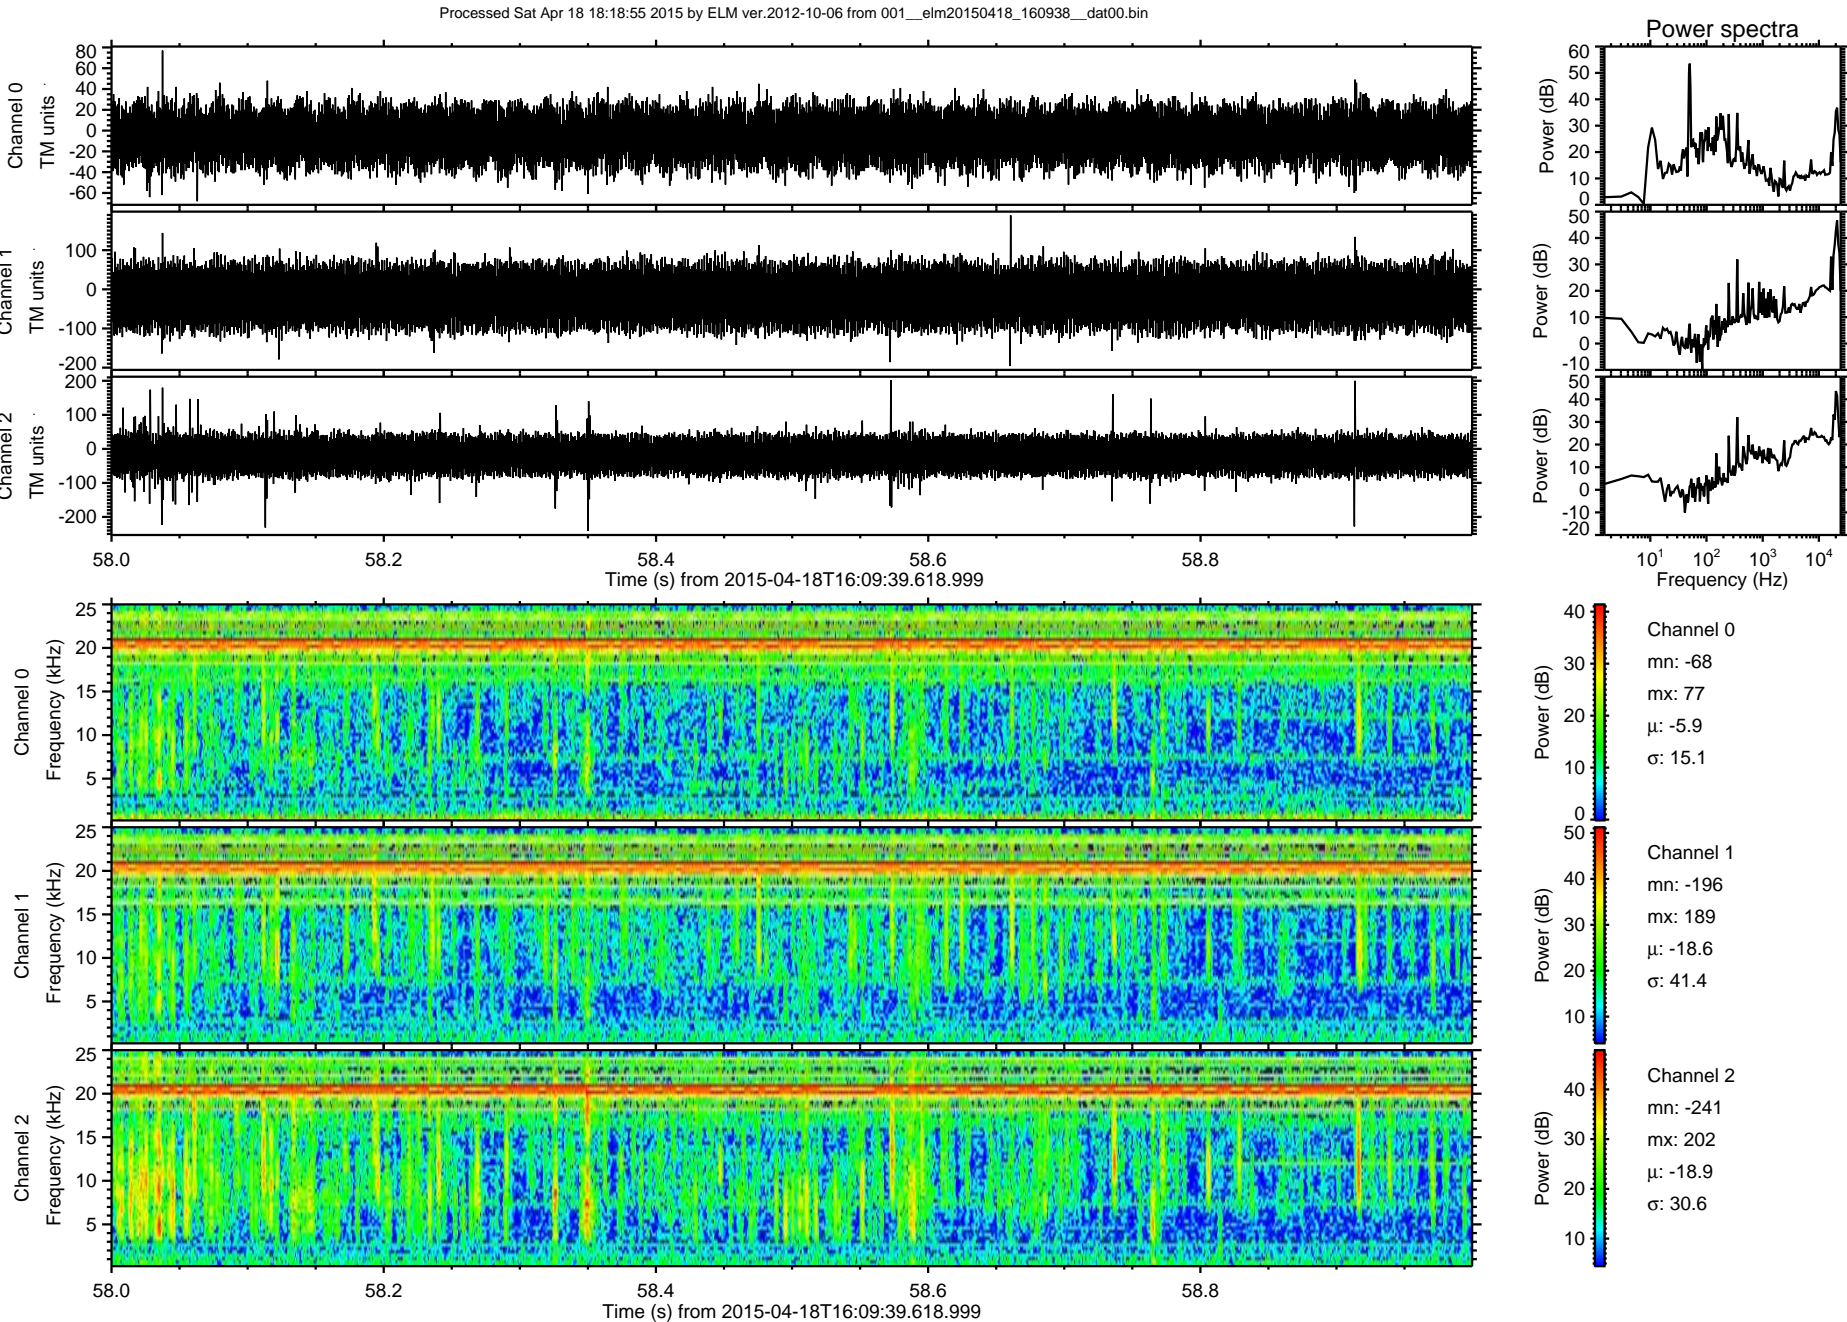 Processed Sat Apr 18 18:18:55 2015 by ELM ver.2012-10-06 from 001__elm20150418_160938__dat00.bin
Power spectra
Channel 0
TM units
80
60
40
20
0
-20
-40
-60
Power (dB)
60
50
40
30
20
10
0
Channel 1
TM units
100
0
-100
-200
Power (dB)
50
40
30
20
10
0
-10
Channel 2
TM units
200
100
0
-100
-200
Power (dB)
50
40
30
20
10
0
-10
-20
58.0 58.2 58.4 58.6 58.8
Time (s) from 2015-04-18T16:09:39.618.999
10^1 10^2 10^3 10^4
Frequency (Hz)
Channel 0
Frequency (kHz)
25
20
15
10
5
Power (dB)
40
30
20
10
0
Channel 0
mn: -68
mx: 77
μ: -5.9
σ: 15.1
Channel 1
Frequency (kHz)
25
20
15
10
5
Power (dB)
50
40
30
20
10
Channel 1
mn: -196
mx: 189
μ: -18.6
σ: 41.4
Channel 2
Frequency (kHz)
25
20
15
10
5
Power (dB)
40
30
20
10
Channel 2
mn: -241
mx: 202
μ: -18.9
σ: 30.6
58.0 58.2 58.4 58.6 58.8
Time (s) from 2015-04-18T16:09:39.618.999